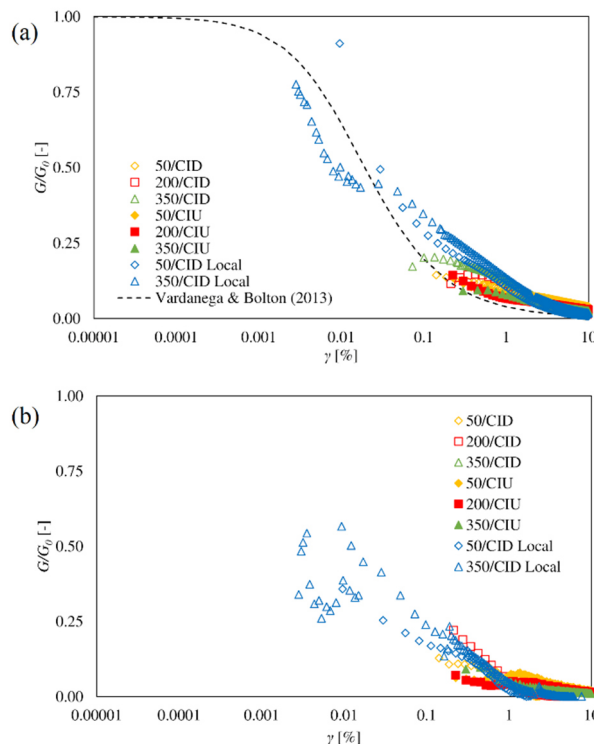 (a)
1.00
0.75
0.50
0.25
0.00
G/G0 [-]
50/CID
200/CID
350/CID
50/CIU
200/CIU
350/CIU
50/CID Local
350/CID Local
Vardanega & Bolton (2013)
0.00001 0.0001 0.001 0.01 0.1 1 10
γ [%]
(b)
1.00
0.75
0.50
0.25
0.00
G/G0 [-]
50/CID
200/CID
350/CID
50/CIU
200/CIU
350/CIU
50/CID Local
350/CID Local
0.00001 0.0001 0.001 0.01 0.1 1 10
γ [%]